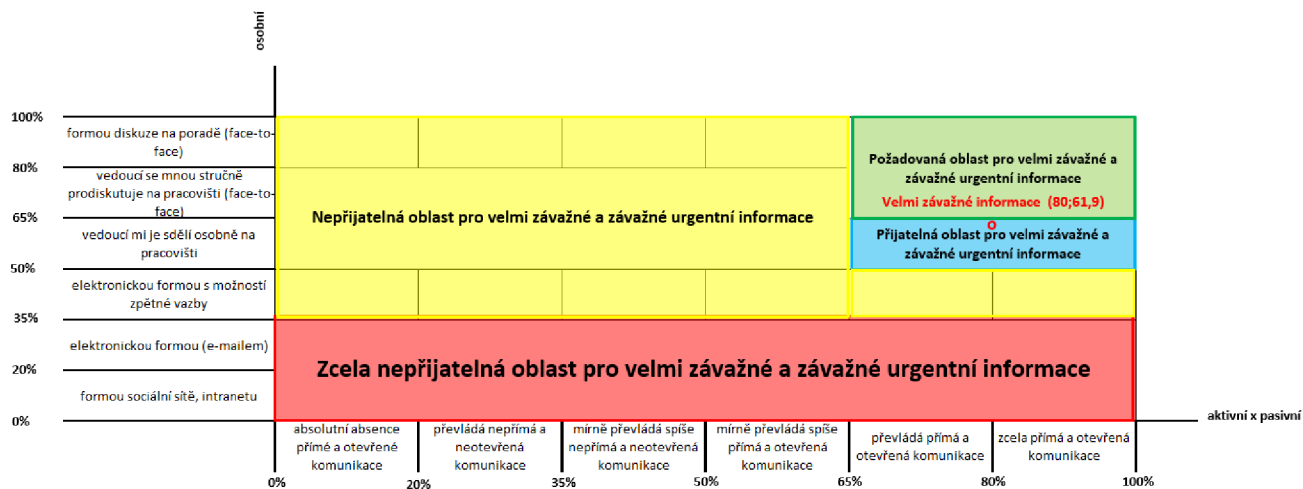 osobní
100%
formou diskuze na poradě (face-to-
face)
80%
vedoucí se mnou stručně
prodiskutuje na pracovišti (face-to-
face)
65%
vedoucí mi je sdělí osobně na
pracovišti
50%
elektronickou formou s možností
zpětné vazby
35%
elektronickou formou (e-mailem)
20%
formou sociální sítě, intranetu
0%
Nepřijatelná oblast pro velmi závažné a závažné urgentní informace
Požadovaná oblast pro velmi závažné a
závažné urgentní informace
Velmi závažné informace (80;61,9)
Přijatelná oblast pro velmi závažné a
závažné urgentní informace
Zcela nepřijatelná oblast pro velmi závažné a závažné urgentní informace
aktivní x pasivní
absolutní absence
přímé a otevřené
komunikace
převládá nepřímá a
neotevřená
komunikace
mírně převládá spíše
nepřímá a neotevřená
komunikace
mírně převládá spíše
přímá a otevřená
komunikace
převládá přímá a
otevřená komunikace
zcela přímá a otevřená
komunikace
0%
20%
35%
50%
65%
80%
100%